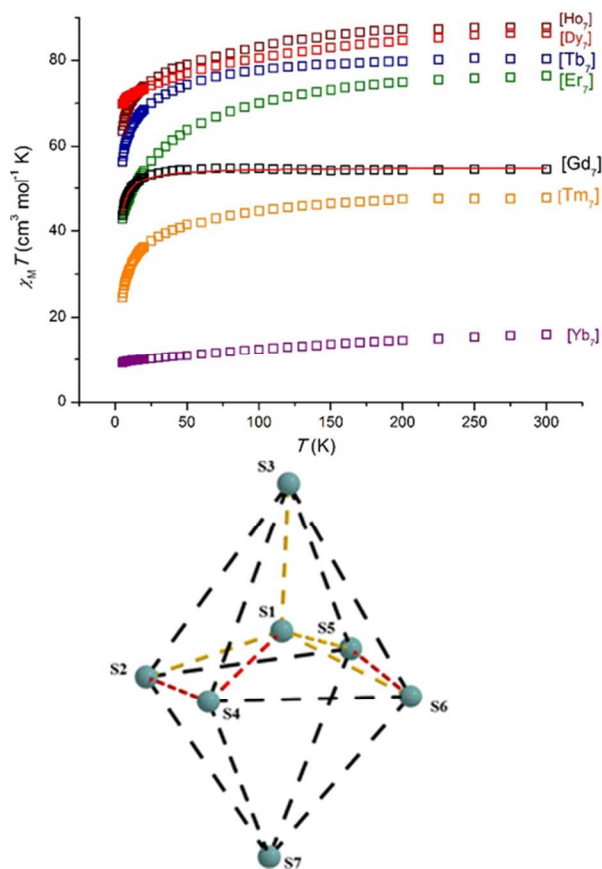 80
60
40
20
0
χ_M T (cm³ mol⁻¹ K)
[Ho₇]
[Dy₇]
[Tb₇]
[Er₇]
[Gd₇]
[Tm₇]
[Yb₇]
0 50 100 150 200 250 300
T (K)
S3
S1
S5
S2
S4
S6
S7